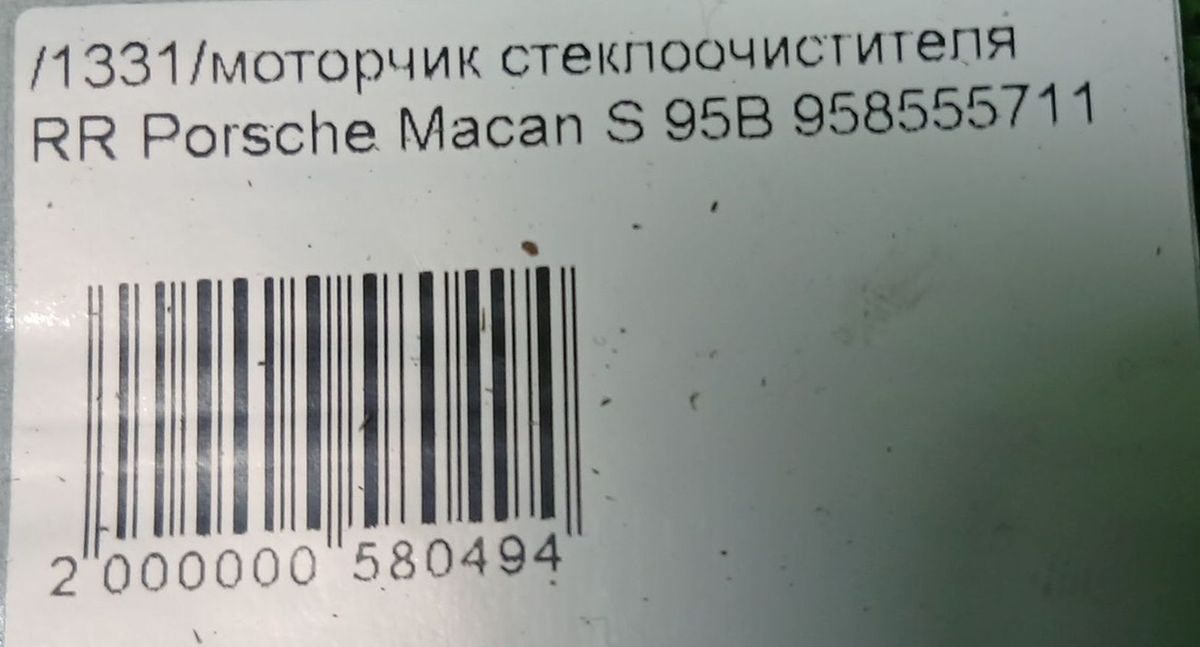 /1331/моторчик стеклоочистителя
RR Porsche Macan S 95B 958555711
2 000000 580494